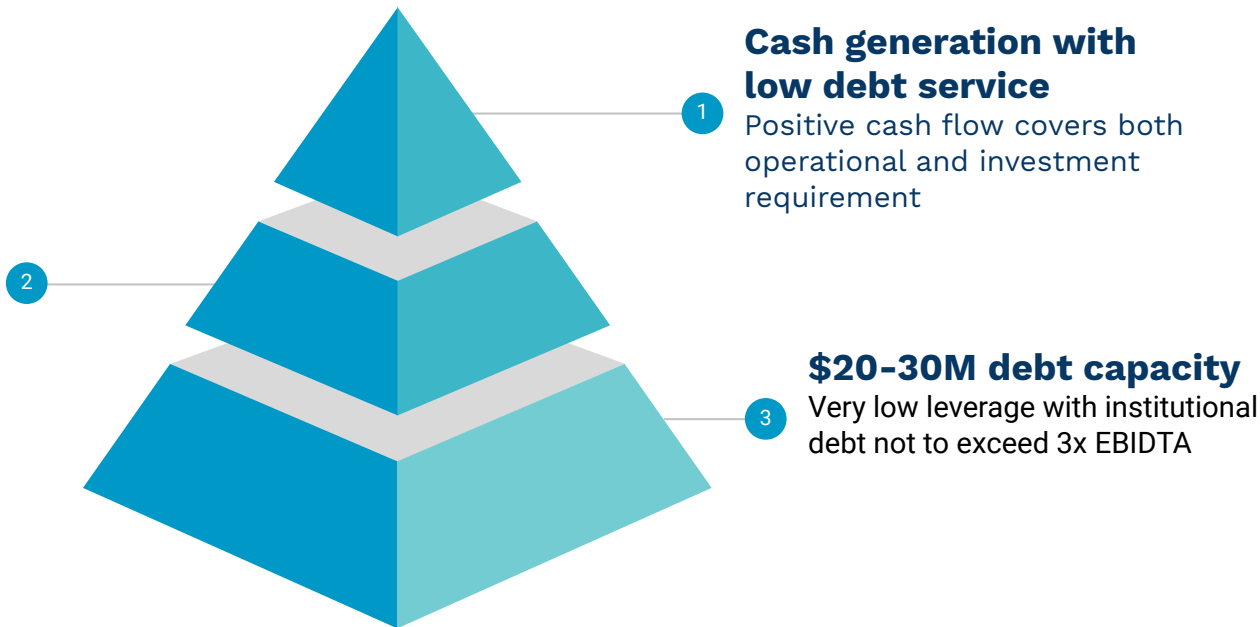 1
Cash generation with
low debt service
Positive cash flow covers both
operational and investment
requirement
2
3
$20-30M debt capacity
Very low leverage with institutional
debt not to exceed 3x EBIDTA